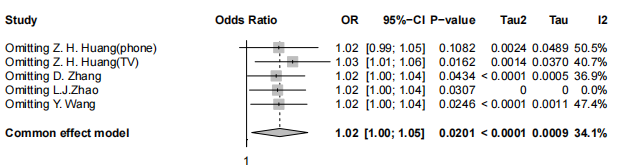 Study Odds Ratio OR 95%-CI P-value Tau2 Tau I2
Omitting Z. H. Huang(phone) 1.02 [0.99; 1.05] 0.1082 0.0024 0.0489 50.5%
Omitting Z. H. Huang(TV) 1.03 [1.01; 1.06] 0.0162 0.0014 0.0370 40.7%
Omitting D. Zhang 1.02 [1.00; 1.04] 0.0434 < 0.0001 0.0005 36.9%
Omitting L.J.Zhao 1.02 [1.00; 1.04] 0.0307 0 0 0.0%
Omitting Y. Wang 1.02 [1.00; 1.04] 0.0246 < 0.0001 0.0011 47.4%
Common effect model 1.02 [1.00; 1.05] 0.0201 < 0.0001 0.0009 34.1%
1